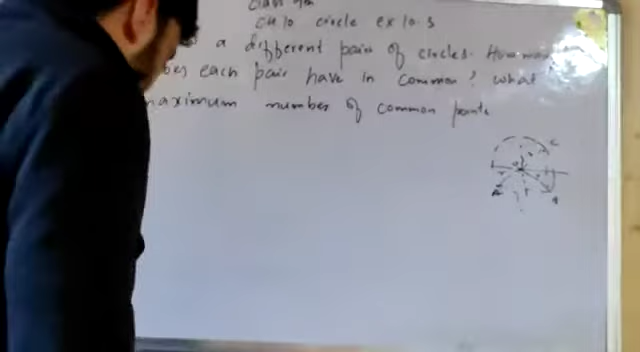 class 9th
CH 10 circle ex 10.3
a different pair of circles. How many
each pair have in common? what
maximum number of common points